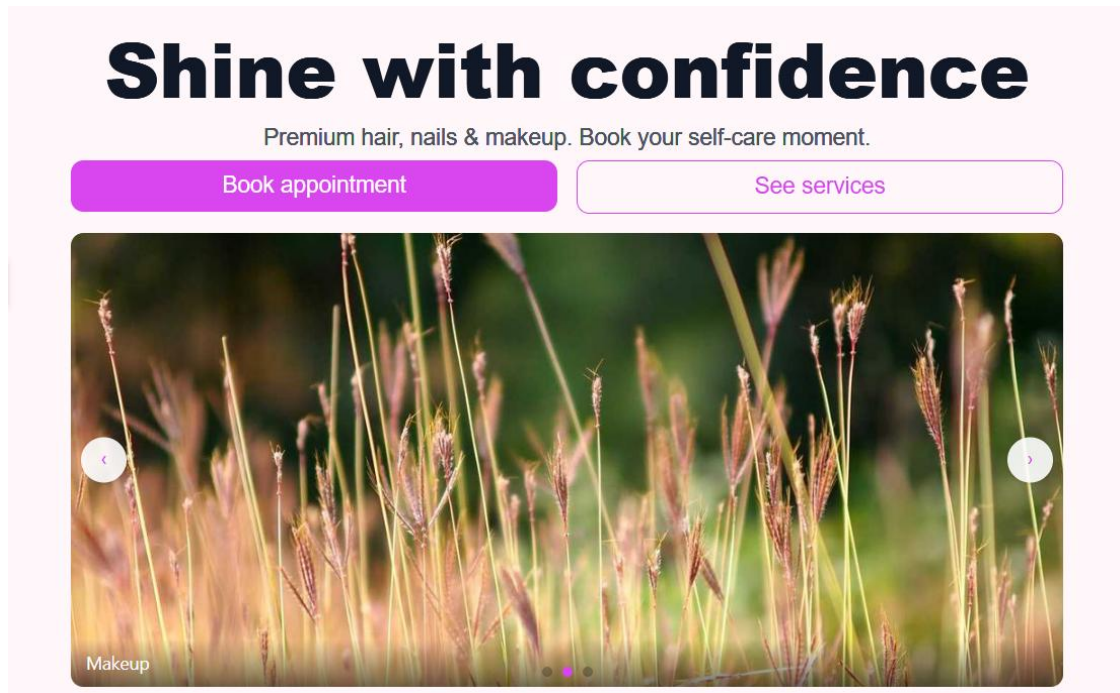 Shine with confidence
Premium hair, nails & makeup. Book your self-care moment.
Book appointment
See services
‹
›
Makeup